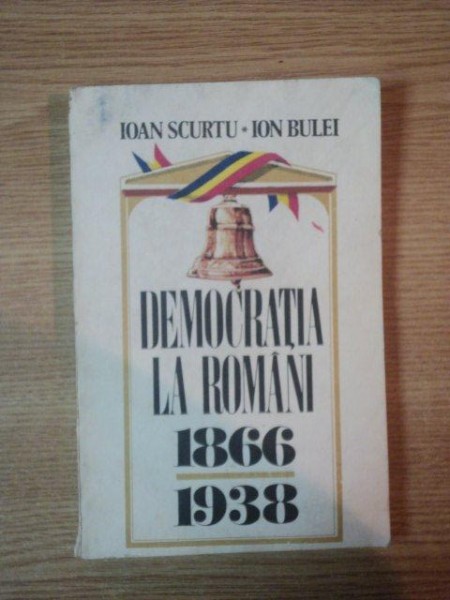 IOAN SCURTU • ION BULEI
DEMOCRAȚIA
LA ROMÂNI
1866
1938